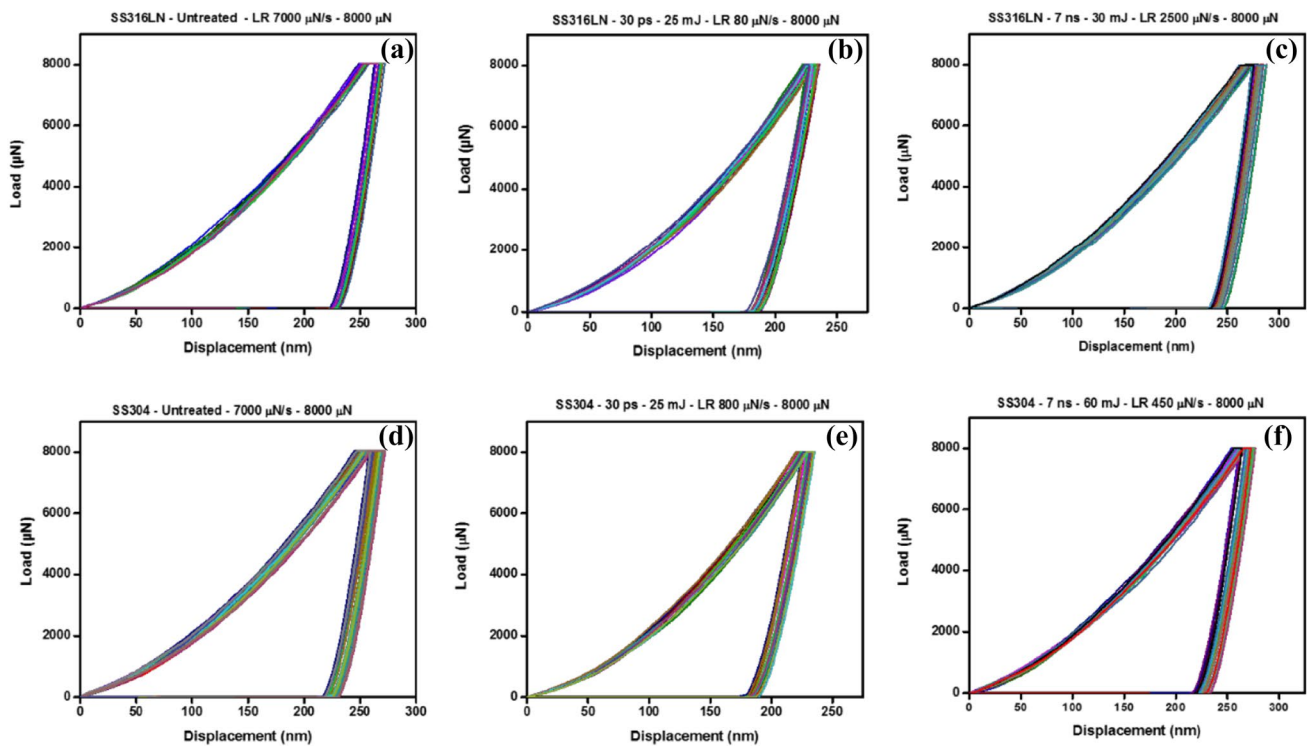 SS316LN - Untreated - LR 7000 µN/s - 8000 µN
(a)
Load (µN)
8000
6000
4000
2000
0
0 50 100 150 200 250 300
Displacement (nm)
SS316LN - 30 ps - 25 mJ - LR 80 µN/s - 8000 µN
(b)
Load (µN)
8000
6000
4000
2000
0
0 50 100 150 200 250
Displacement (nm)
SS316LN - 7 ns - 30 mJ - LR 2500 µN/s - 8000 µN
(c)
Load (µN)
8000
6000
4000
2000
0
0 50 100 150 200 250 300
Displacement (nm)
SS304 - Untreated - 7000 µN/s - 8000 µN
(d)
Load (µN)
8000
6000
4000
2000
0
0 50 100 150 200 250 300
Displacement (nm)
SS304 - 30 ps - 25 mJ - LR 800 µN/s - 8000 µN
(e)
Load (µN)
8000
6000
4000
2000
0
0 50 100 150 200 250
Displacement (nm)
SS304 - 7 ns - 60 mJ - LR 450 µN/s - 8000 µN
(f)
Load (µN)
8000
6000
4000
2000
0
0 50 100 150 200 250 300
Displacement (nm)